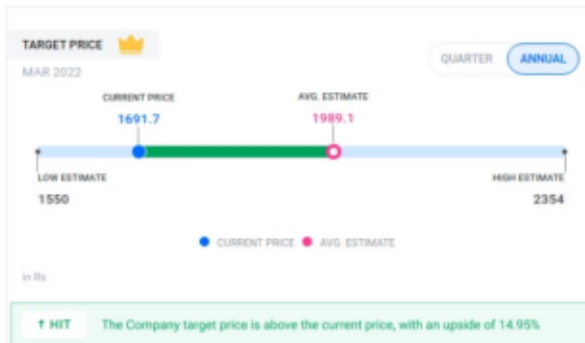 TARGET PRICE
MAR 2022
QUARTER ANNUAL
CURRENT PRICE AVG. ESTIMATE
1691.7 1989.1
LOW ESTIMATE HIGH ESTIMATE
1550 2354
CURRENT PRICE AVG. ESTIMATE
in Rs
↑ HIT The Company target price is above the current price, with an upside of 14.95%